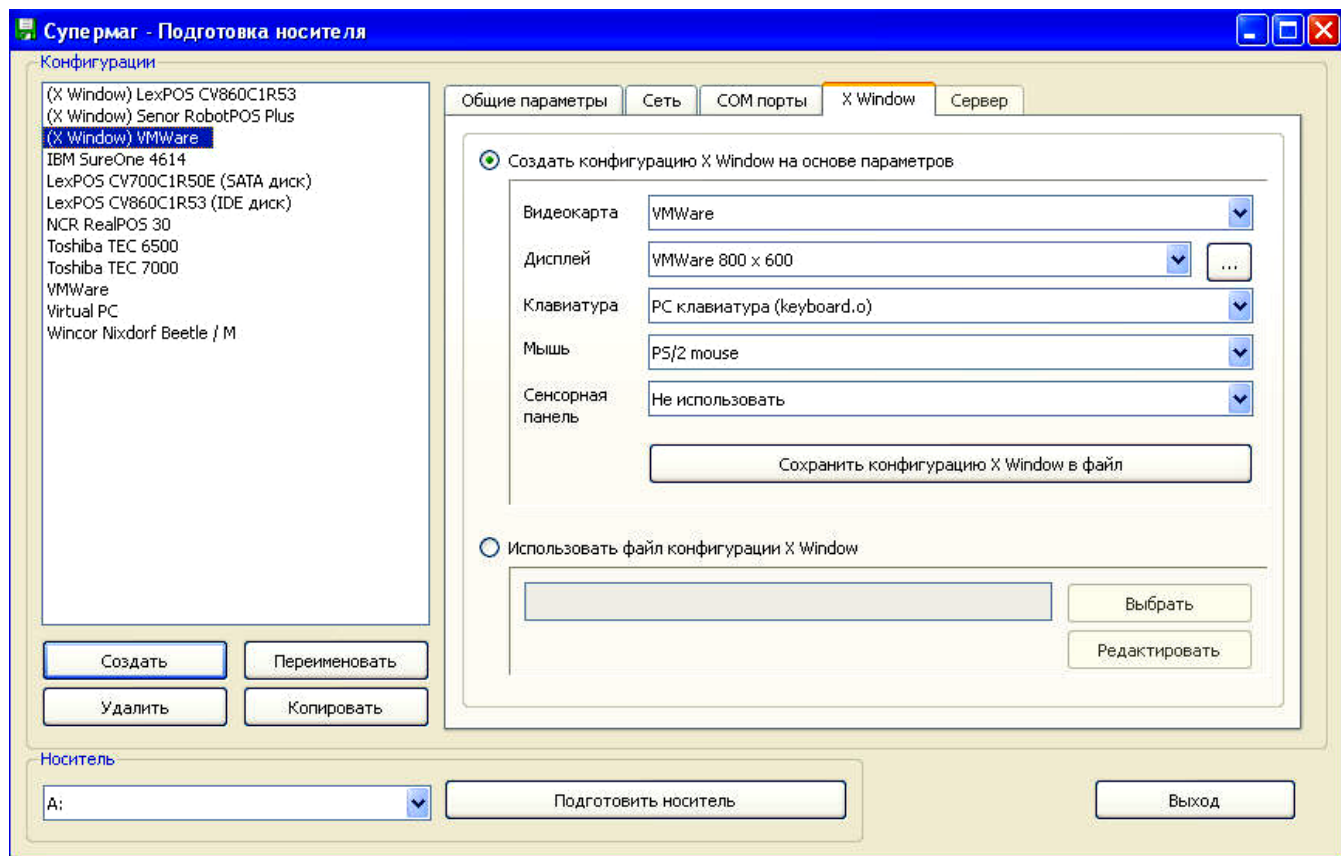 Супермаг - Подготовка носителя
Конфигурации
(X Window) LexPOS CV860C1R53
(X Window) Senor RobotPOS Plus
(X Window) VMWare
IBM SureOne 4614
LexPOS CV700C1R50E (SATA диск)
LexPOS CV860C1R53 (IDE диск)
NCR RealPOS 30
Toshiba TEC 6500
Toshiba TEC 7000
VMWare
Virtual PC
Wincor Nixdorf Beetle / M
Создать
Переименовать
Удалить
Копировать
Общие параметры
Сеть
COM порты
X Window
Сервер
Создать конфигурацию X Window на основе параметров
Видеокарта
VMWare
Дисплей
VMWare 800 x 600
...
Клавиатура
PC клавиатура (keyboard.o)
Мышь
PS/2 mouse
Сенсорная
панель
Не использовать
Сохранить конфигурацию X Window в файл
Использовать файл конфигурации X Window
Выбрать
Редактировать
Носитель
A:
Подготовить носитель
Выход